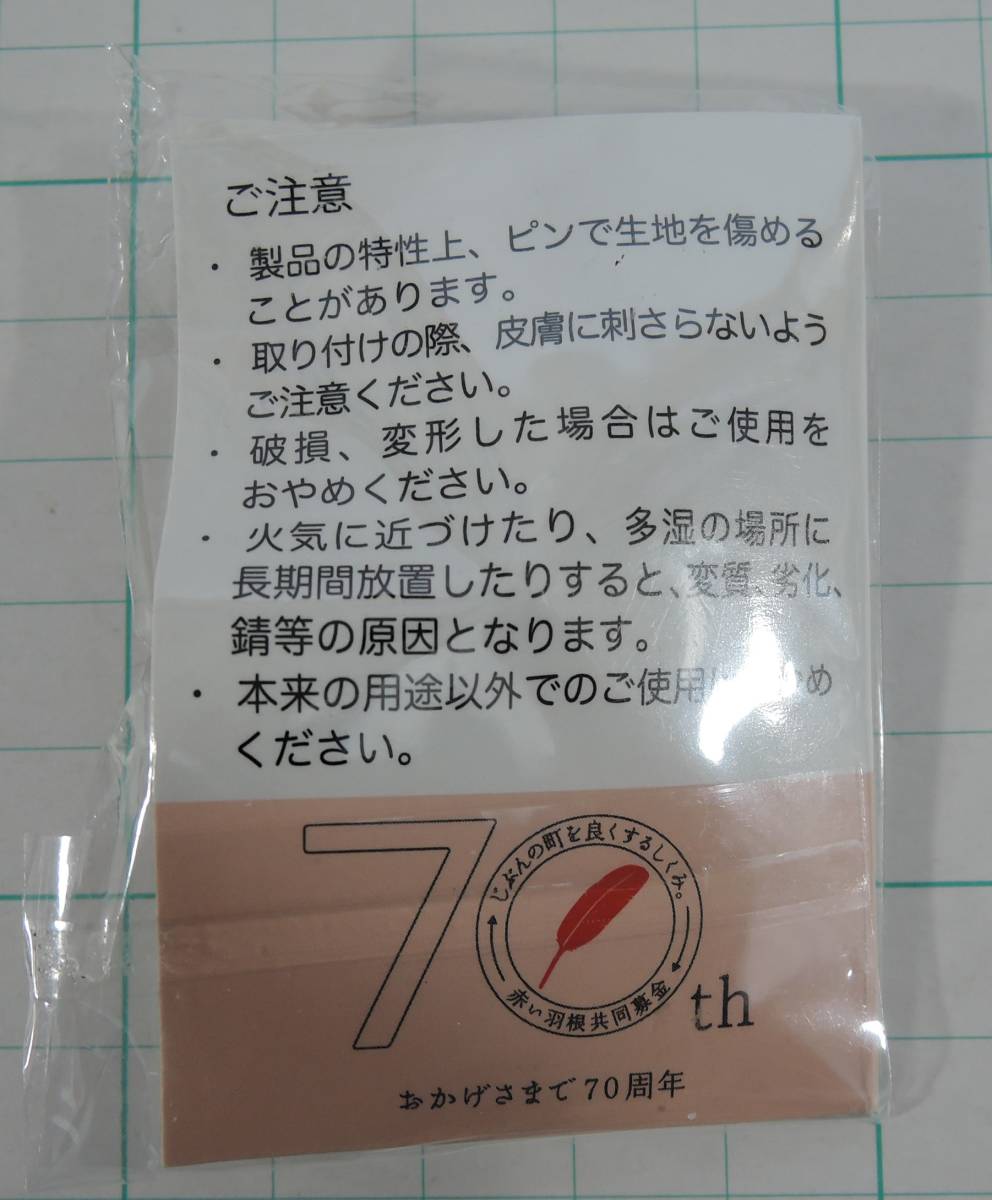 ご注意
・製品の特性上、ピンで生地を傷める
ことがあります。
・取り付けの際、皮膚に刺さらないよう
ご注意ください。
・破損、変形した場合はご使用を
おやめください。
・火気に近づけたり、多湿の場所に
長期間放置したりすると、変質、劣化、
錆等の原因となります。
・本来の用途以外でのご使用はおやめ
ください。
70th
じぶんの町を良くするしくみ。
赤い羽根共同募金
おかげさまで70周年